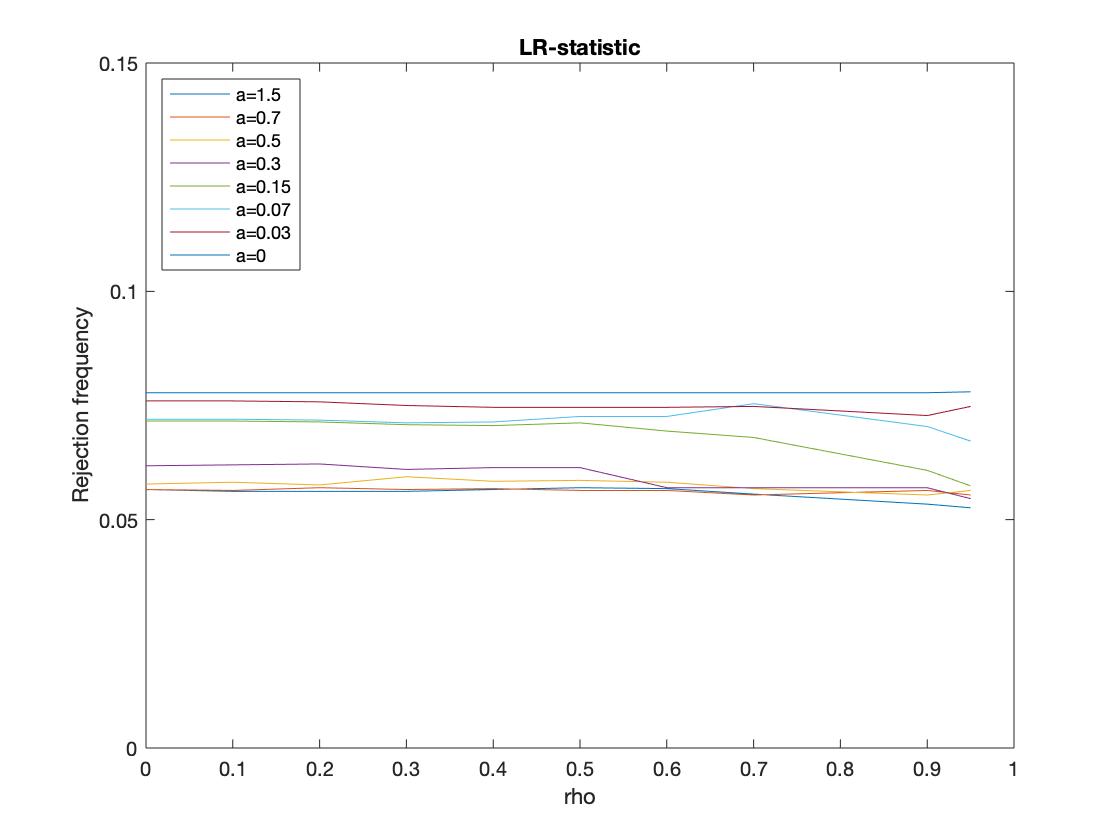 LR-statistic
0.15
a=1.5
a=0.7
a=0.5
a=0.3
a=0.15
a=0.07
a=0.03
a=0
0.1
Rejection frequency
0.05
0
0 0.1 0.2 0.3 0.4 0.5 0.6 0.7 0.8 0.9 1
rho